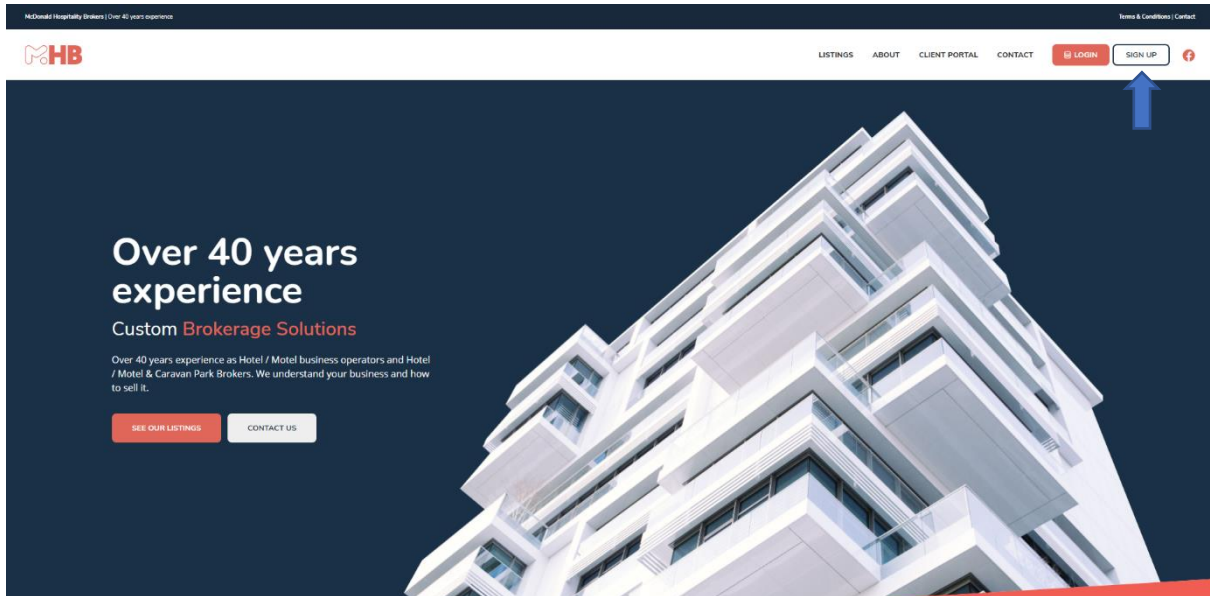 McDonald Hospitality Brokers | Over 40 years experience
Terms & Conditions | Contact
MHB
LISTINGS ABOUT CLIENT PORTAL CONTACT LOGIN SIGN UP
Over 40 years
experience
Custom Brokerage Solutions
Over 40 years experience as Hotel / Motel business operators and Hotel
/ Motel & Caravan Park Brokers. We understand your business and how
to sell it.
SEE OUR LISTINGS CONTACT US